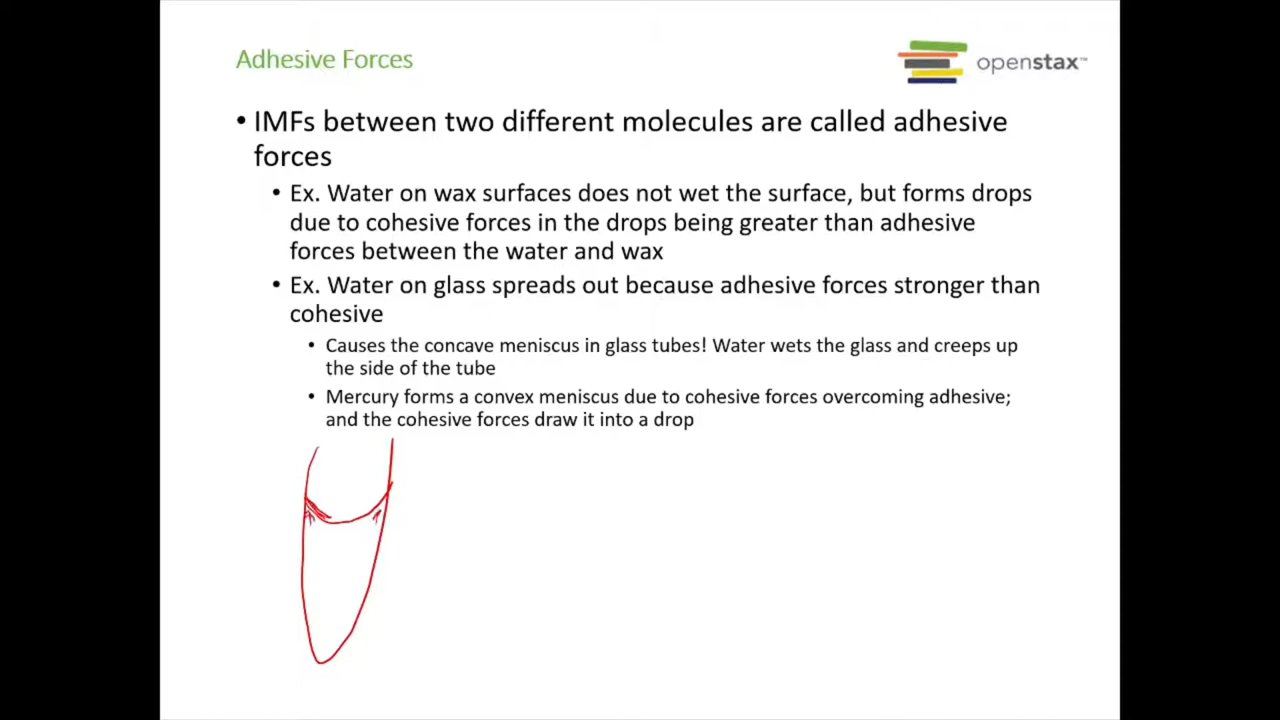 Adhesive Forces
openstax™
• IMFs between two different molecules are called adhesive
forces
• Ex. Water on wax surfaces does not wet the surface, but forms drops
due to cohesive forces in the drops being greater than adhesive
forces between the water and wax
• Ex. Water on glass spreads out because adhesive forces stronger than
cohesive
• Causes the concave meniscus in glass tubes! Water wets the glass and creeps up
the side of the tube
• Mercury forms a convex meniscus due to cohesive forces overcoming adhesive;
and the cohesive forces draw it into a drop